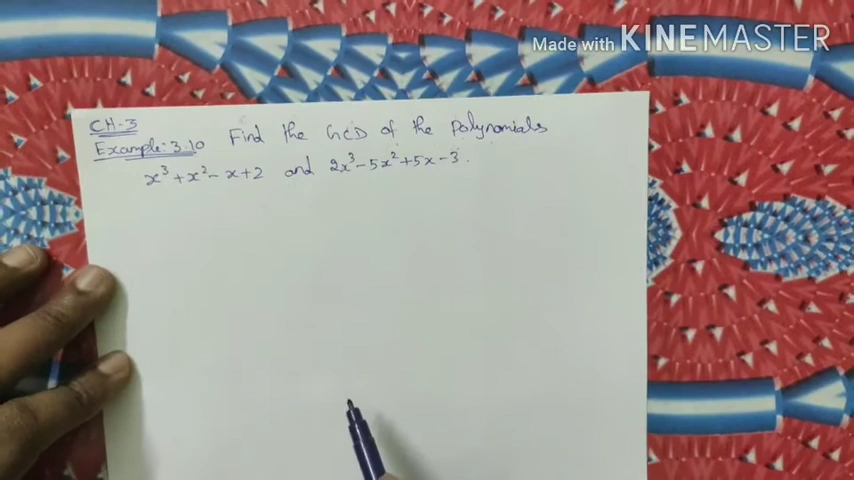 Made with KINEMASTER
CH-3
Example: 3.10 Find the GCD of the Polynomials
x³ + x² - x + 2 and 2x³ - 5x² + 5x - 3.